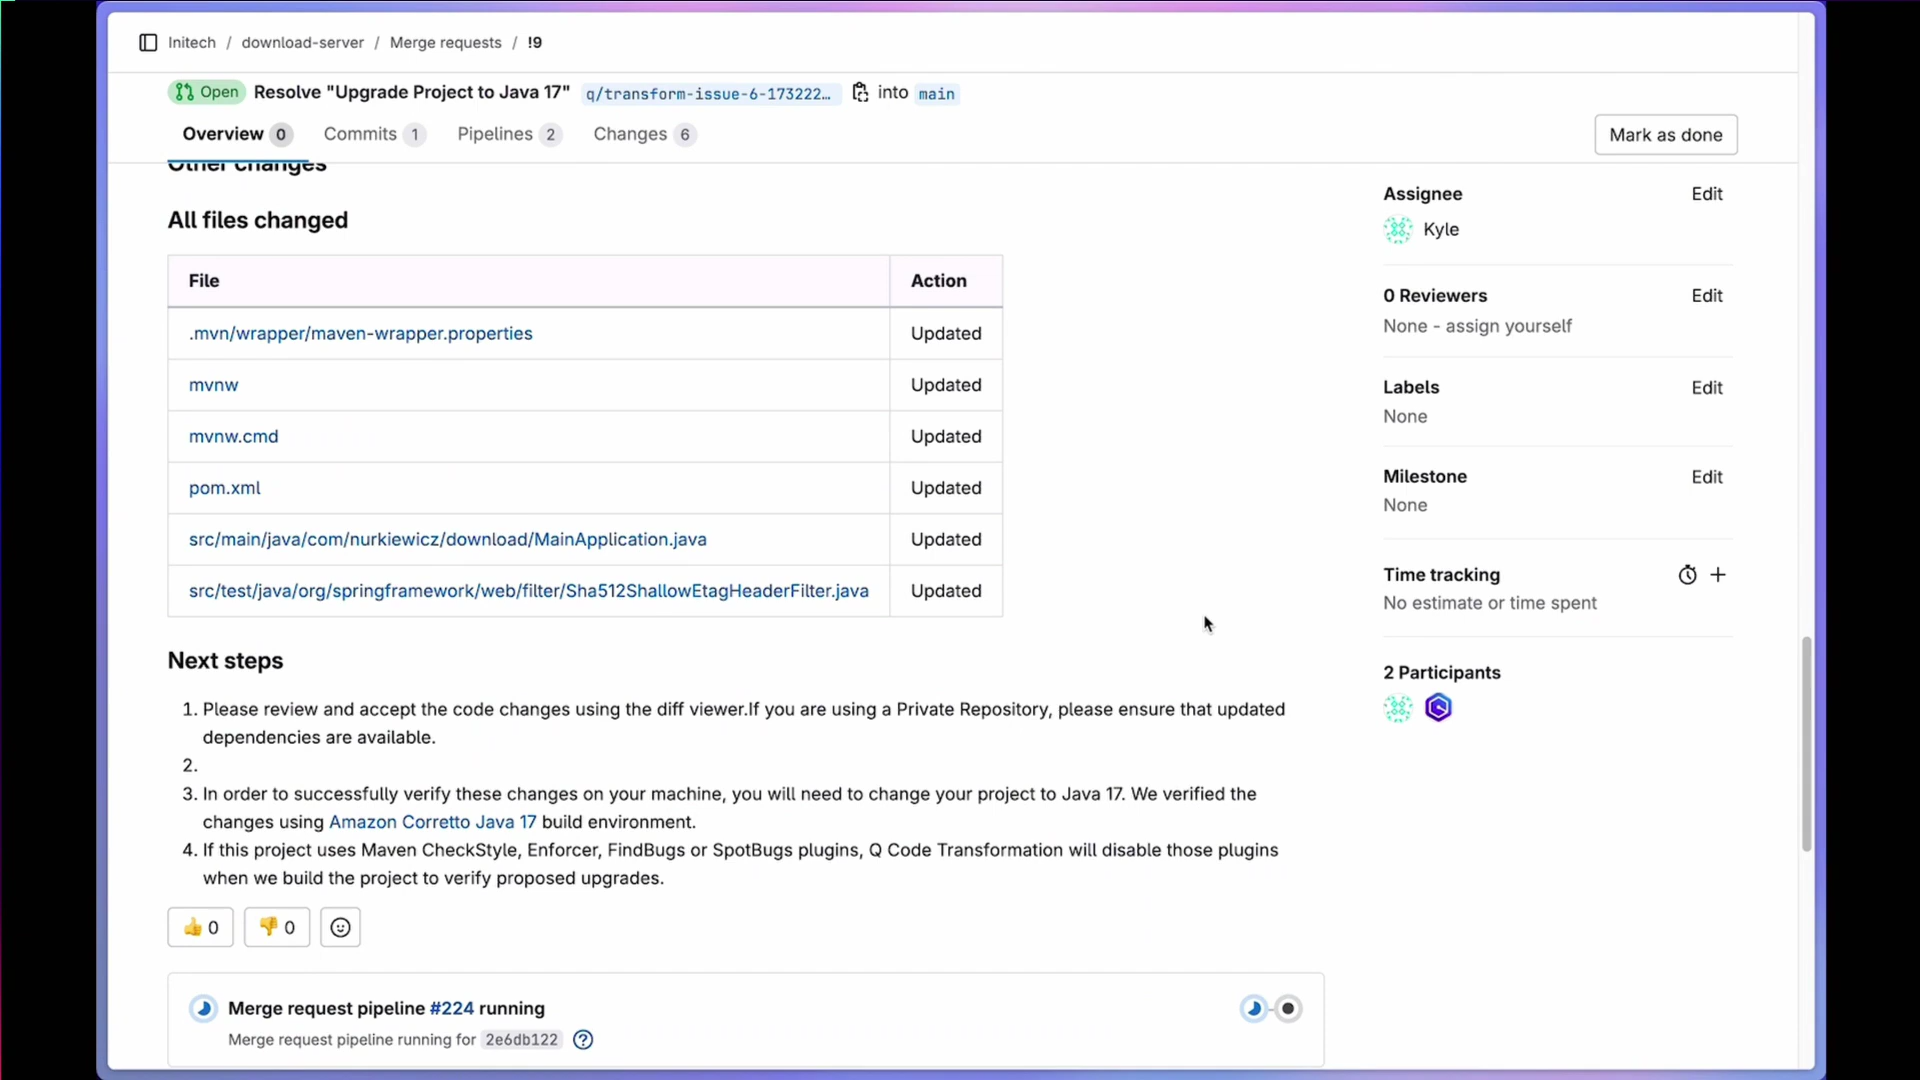 Initech / download-server / Merge requests / !9
Open Resolve "Upgrade Project to Java 17" q/transform-issue-6-173222… into main
Overview 0 Commits 1 Pipelines 2 Changes 6
Mark as done
Other changes
All files changed
File Action
.mvn/wrapper/maven-wrapper.properties Updated
mvnw Updated
mvnw.cmd Updated
pom.xml Updated
src/main/java/com/nurkiewicz/download/MainApplication.java Updated
src/test/java/org/springframework/web/filter/Sha512ShallowEtagHeaderFilter.java Updated
Next steps
1. Please review and accept the code changes using the diff viewer.If you are using a Private Repository, please ensure that updated
dependencies are available.
2.
3. In order to successfully verify these changes on your machine, you will need to change your project to Java 17. We verified the
changes using Amazon Corretto Java 17 build environment.
4. If this project uses Maven CheckStyle, Enforcer, FindBugs or SpotBugs plugins, Q Code Transformation will disable those plugins
when we build the project to verify proposed upgrades.
👍 0 👎 0
Merge request pipeline #224 running
Merge request pipeline running for 2e6db122
Assignee Edit
Kyle
0 Reviewers Edit
None - assign yourself
Labels Edit
None
Milestone Edit
None
Time tracking
No estimate or time spent
2 Participants